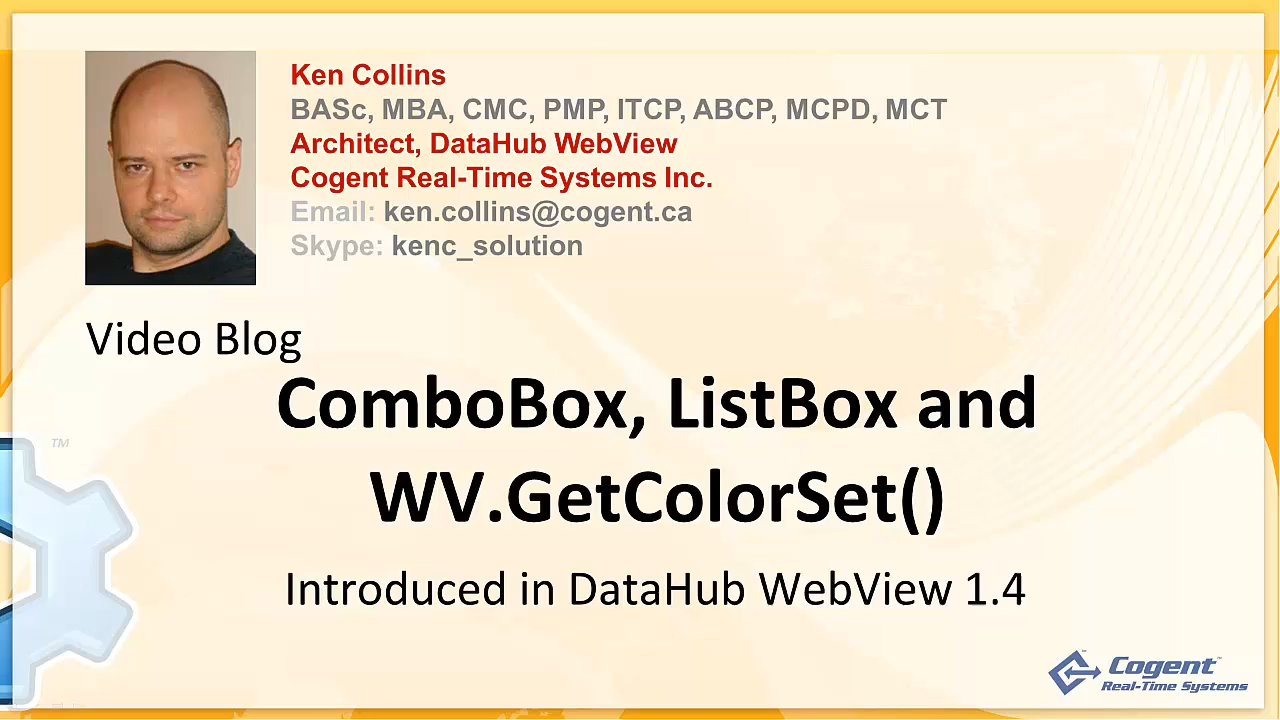 Ken Collins
BASc, MBA, CMC, PMP, ITCP, ABCP, MCPD, MCT
Architect, DataHub WebView
Cogent Real-Time Systems Inc.
Email: ken.collins@cogent.ca
Skype: kenc_solution
Video Blog
ComboBox, ListBox and
WV.GetColorSet()
Introduced in DataHub WebView 1.4
TM
Cogent™
Real-Time Systems